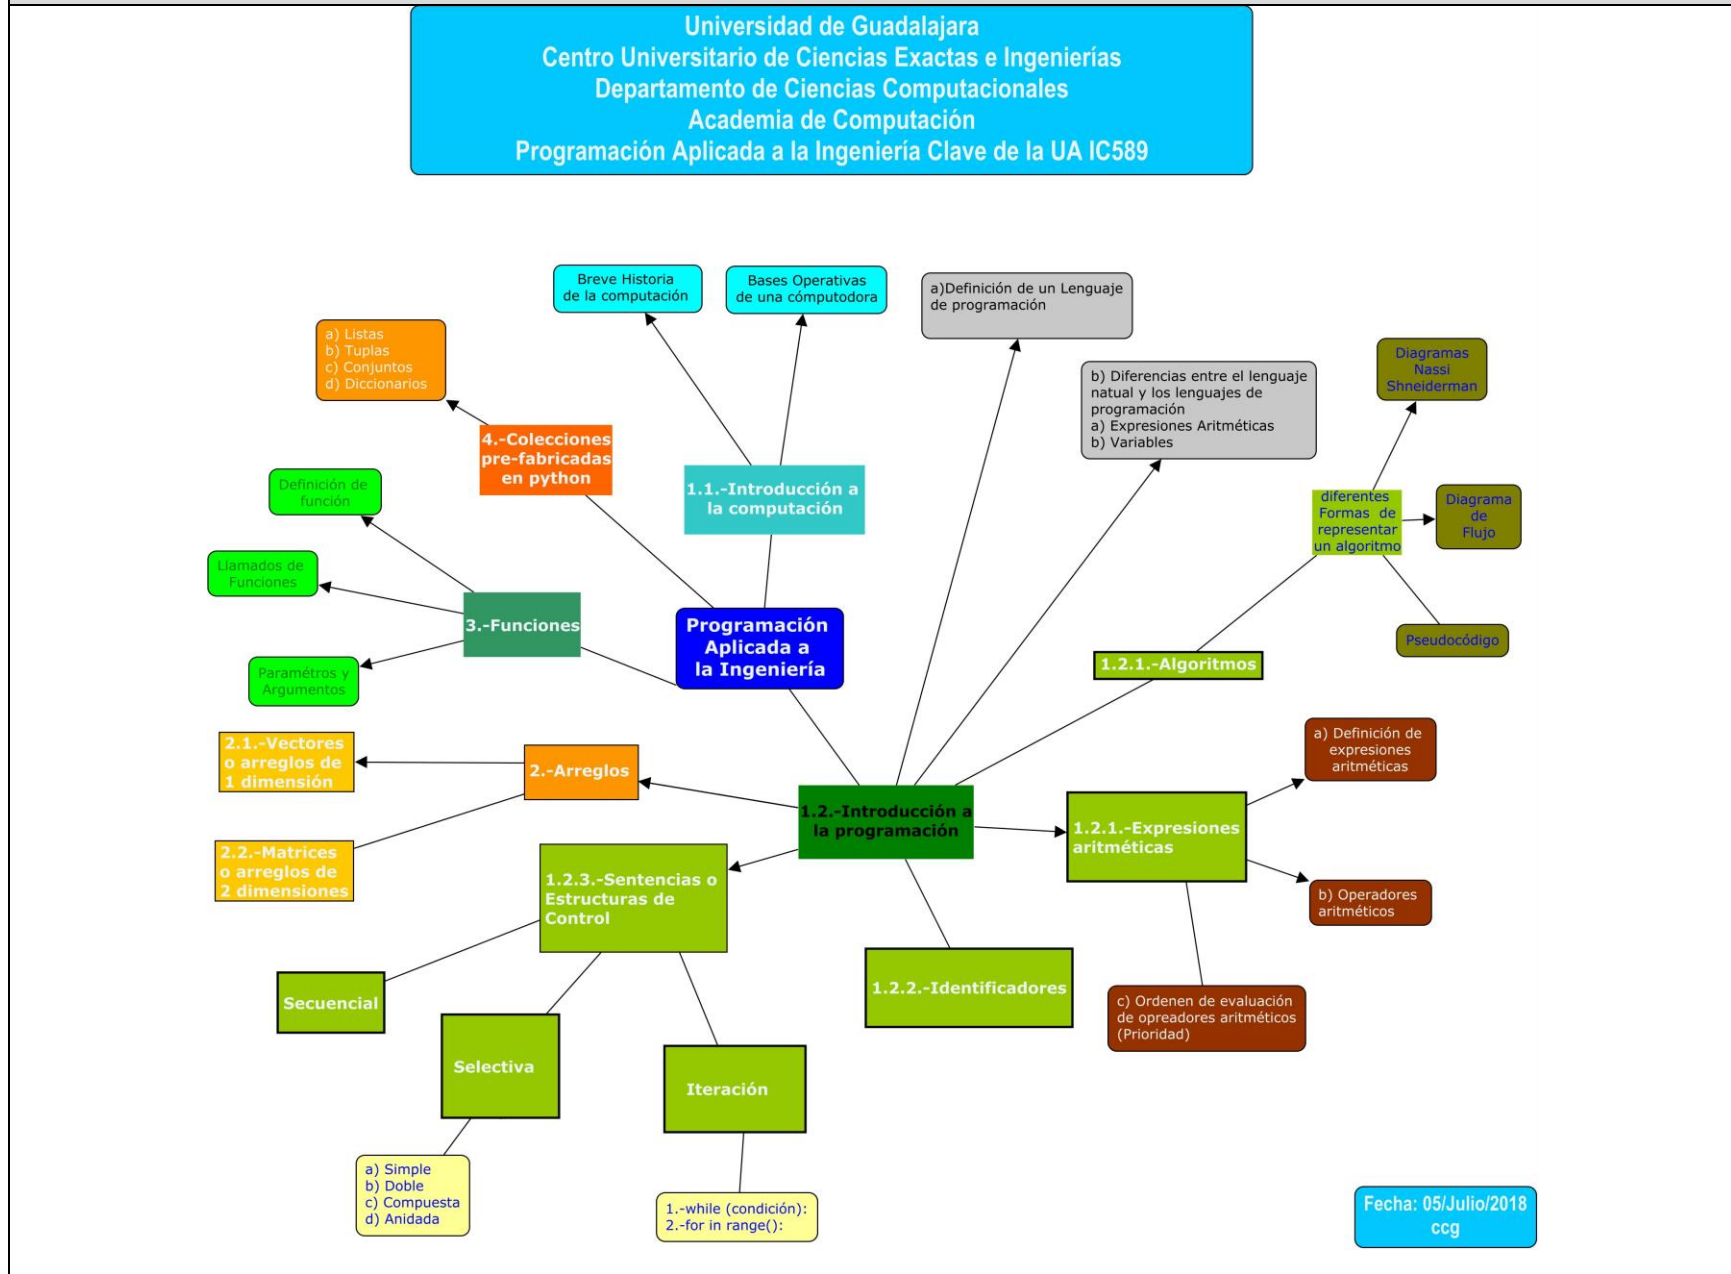 Universidad de Guadalajara
Centro Universitario de Ciencias Exactas e Ingenierías
Departamento de Ciencias Computacionales
Academia de Computación
Programación Aplicada a la Ingeniería Clave de la UA IC589
Breve Historia
de la computación
Bases Operativas
de una cómputodora
a)Definición de un Lenguaje
de programación
a) Listas
b) Tuplas
c) Conjuntos
d) Diccionarios
b) Diferencias entre el lenguaje
natual y los lenguajes de
programación
a) Expresiones Aritméticas
b) Variables
Diagramas
Nassi
Shneiderman
4.-Colecciones
pre-fabricadas
en python
1.1.-Introducción a
la computación
Definición de
función
diferentes
Formas de
representar
un algoritmo
Diagrama
de
Flujo
Llamados de
Funciones
3.-Funciones
Programación
Aplicada a
la Ingeniería
Pseudocódigo
1.2.1.-Algoritmos
Paramétros y
Argumentos
2.1.-Vectores
o arreglos de
1 dimensión
2.-Arreglos
a) Definición de
expresiones
aritméticas
1.2.-Introducción a
la programación
1.2.1.-Expresiones
aritméticas
2.2.-Matrices
o arreglos de
2 dimensiones
1.2.3.-Sentencias o
Estructuras de
Control
b) Operadores
aritméticos
Secuencial
1.2.2.-Identificadores
c) Ordenen de evaluación
de opreadores aritméticos
(Prioridad)
Selectiva
Iteración
a) Simple
b) Doble
c) Compuesta
d) Anidada
1.-while (condición):
2.-for in range():
Fecha: 05/Julio/2018
ccg